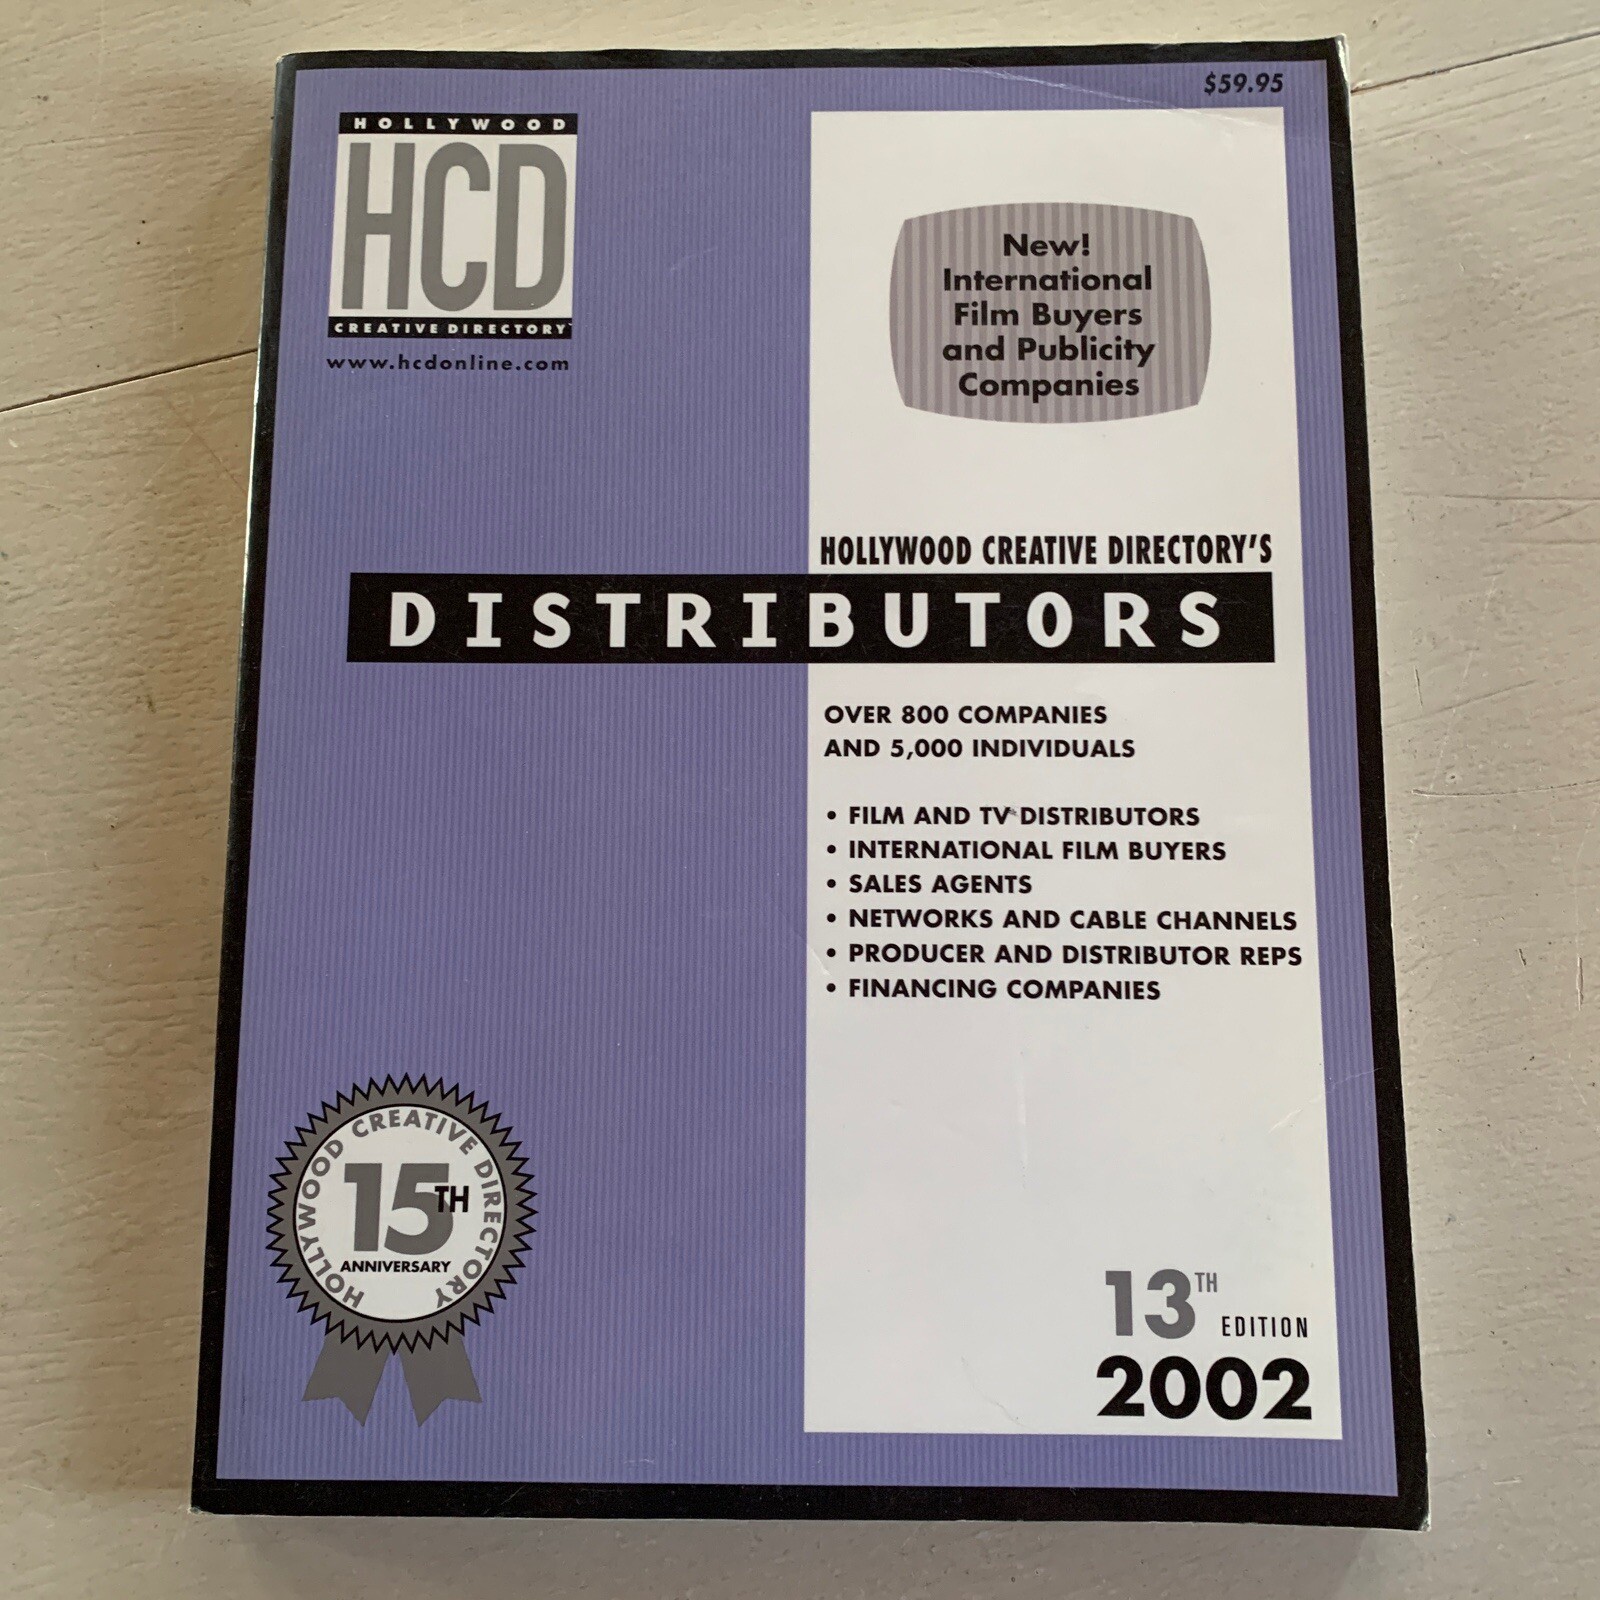 $59.95
HOLLYWOOD
HCD
CREATIVE DIRECTORY™
www.hcdonline.com
New!
International
Film Buyers
and Publicity
Companies
HOLLYWOOD CREATIVE DIRECTORY'S
DISTRIBUTORS
OVER 800 COMPANIES
AND 5,000 INDIVIDUALS
• FILM AND TV DISTRIBUTORS
• INTERNATIONAL FILM BUYERS
• SALES AGENTS
• NETWORKS AND CABLE CHANNELS
• PRODUCER AND DISTRIBUTOR REPS
• FINANCING COMPANIES
HOLLYWOOD CREATIVE DIRECTORY
15TH
ANNIVERSARY
13TH EDITION
2002